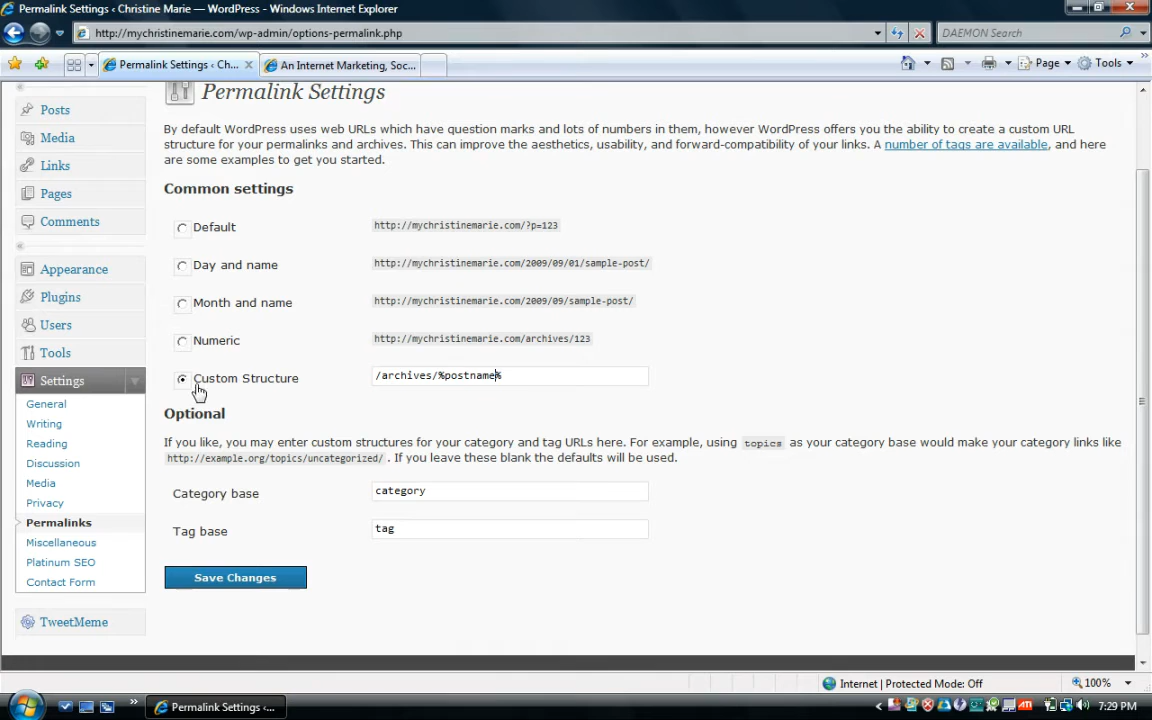 Permalink Settings ‹ Christine Marie — WordPress - Windows Internet Explorer
http://mychristinemarie.com/wp-admin/options-permalink.php
DAEMON Search
Permalink Settings ‹ Ch...
An Internet Marketing, Soc...
Page
Tools
Permalink Settings
Posts
Media
Links
Pages
Comments
Appearance
Plugins
Users
Tools
Settings
General
Writing
Reading
Discussion
Media
Privacy
Permalinks
Miscellaneous
Platinum SEO
Contact Form
TweetMeme
By default WordPress uses web URLs which have question marks and lots of numbers in them, however WordPress offers you the ability to create a custom URL
structure for your permalinks and archives. This can improve the aesthetics, usability, and forward-compatibility of your links. A number of tags are available, and here
are some examples to get you started.
Common settings
Default http://mychristinemarie.com/?p=123
Day and name http://mychristinemarie.com/2009/09/01/sample-post/
Month and name http://mychristinemarie.com/2009/09/sample-post/
Numeric http://mychristinemarie.com/archives/123
Custom Structure /archives/%postname%
Optional
If you like, you may enter custom structures for your category and tag URLs here. For example, using topics as your category base would make your category links like
http://example.org/topics/uncategorized/ . If you leave these blank the defaults will be used.
Category base category
Tag base tag
Save Changes
Internet | Protected Mode: Off
100%
Permalink Settings ‹...
7:29 PM